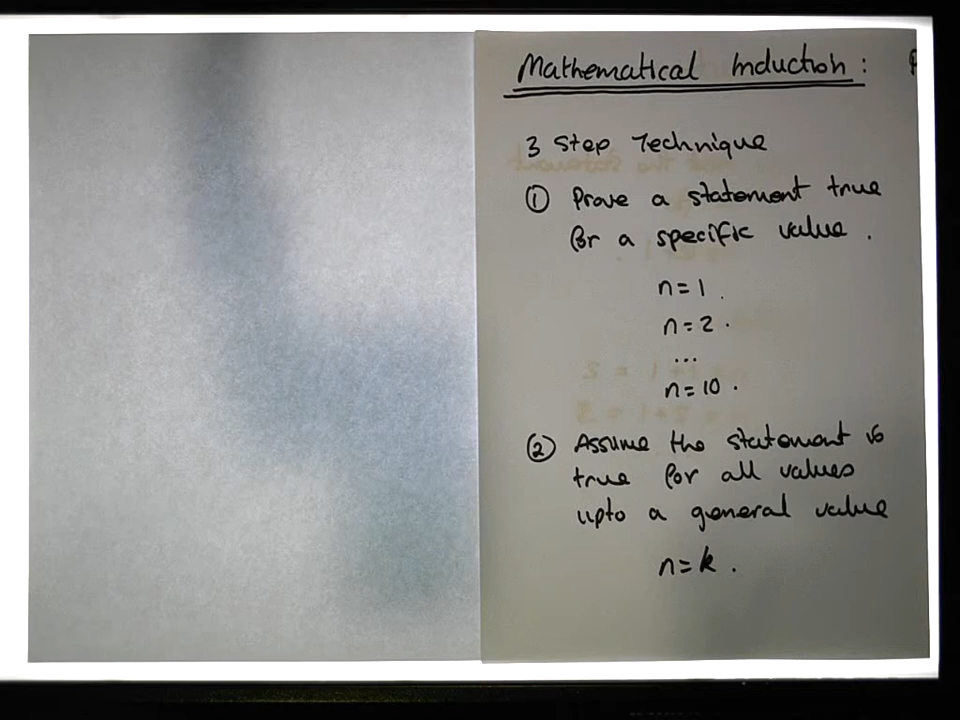 Mathematical Induction :
3 Step Technique
① Prove a statement true
for a specific value .
n = 1 .
n = 2 .
...
n = 10 .
② Assume the statement is
true for all values
upto a general value
n = k .